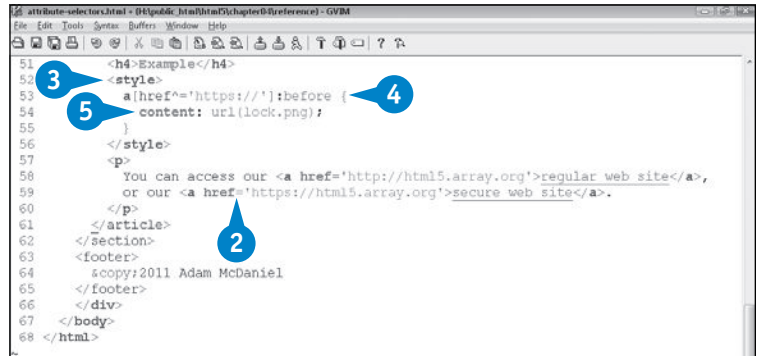 attribute-selectors.html + (H:\public_html\html5\chapter04\reference) - GVIM
File Edit Tools Syntax Buffers Window Help
51 <h4>Example</h4>
3
52 <style>
53 a[href^='https://']:before {
4
5
54 content: url(lock.png);
55 }
56 </style>
57 <p>
58 You can access our <a href='http://html5.array.org'>regular web site</a>,
59 or our <a href='https://html5.array.org'>secure web site</a>.
60 </p>
61 </article>
2
62 </section>
63 <footer>
64 &copy;2011 Adam McDaniel
65 </footer>
66 </div>
67 </body>
68 </html>
~